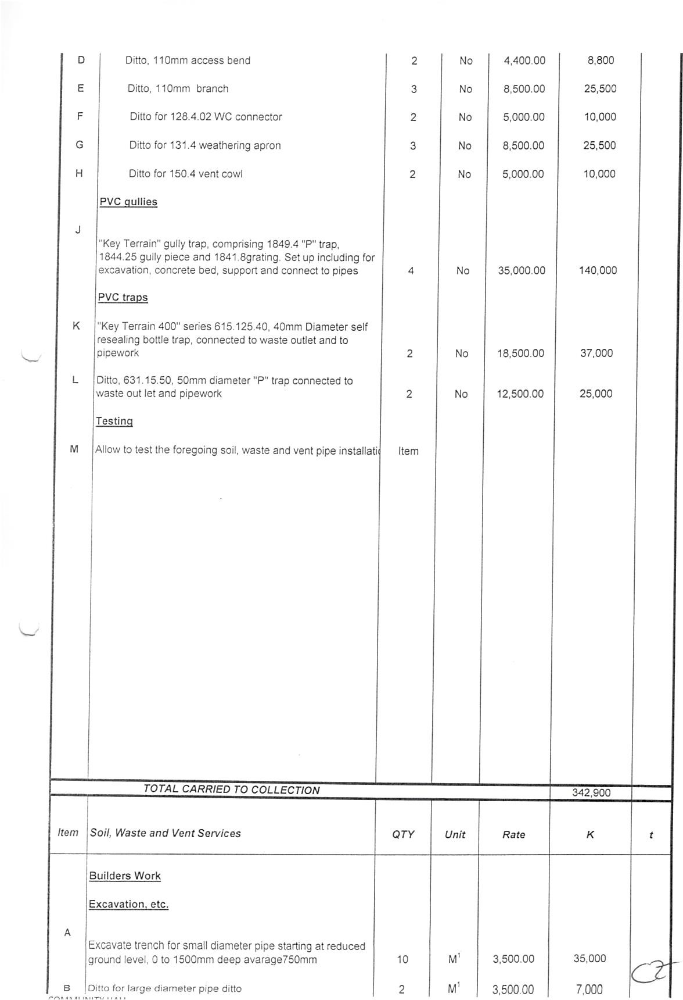 D Ditto, 110mm access bend 2 No 4,400.00 8,800
E Ditto, 110mm branch 3 No 8,500.00 25,500
F Ditto for 128.4.02 WC connector 2 No 5,000.00 10,000
G Ditto for 131.4 weathering apron 3 No 8,500.00 25,500
H Ditto for 150.4 vent cowl 2 No 5,000.00 10,000
PVC gullies
J
"Key Terrain" gully trap, comprising 1849.4 "P" trap,
1844.25 gully piece and 1841.8grating. Set up including for
excavation, concrete bed, support and connect to pipes 4 No 35,000.00 140,000
PVC traps
K "Key Terrain 400" series 615.125.40, 40mm Diameter self
resealing bottle trap, connected to waste outlet and to
pipework 2 No 18,500.00 37,000
L Ditto, 631.15.50, 50mm diameter "P" trap connected to
waste out let and pipework 2 No 12,500.00 25,000
Testing
M Allow to test the foregoing soil, waste and vent pipe installatio Item
TOTAL CARRIED TO COLLECTION 342,900
Item Soil, Waste and Vent Services QTY Unit Rate K t
Builders Work
Excavation, etc.
A
Excavate trench for small diameter pipe starting at reduced
ground level, 0 to 1500mm deep avarage750mm 10 M¹ 3,500.00 35,000
B Ditto for large diameter pipe ditto 2 M¹ 3,500.00 7,000
COMMUNITY HALL